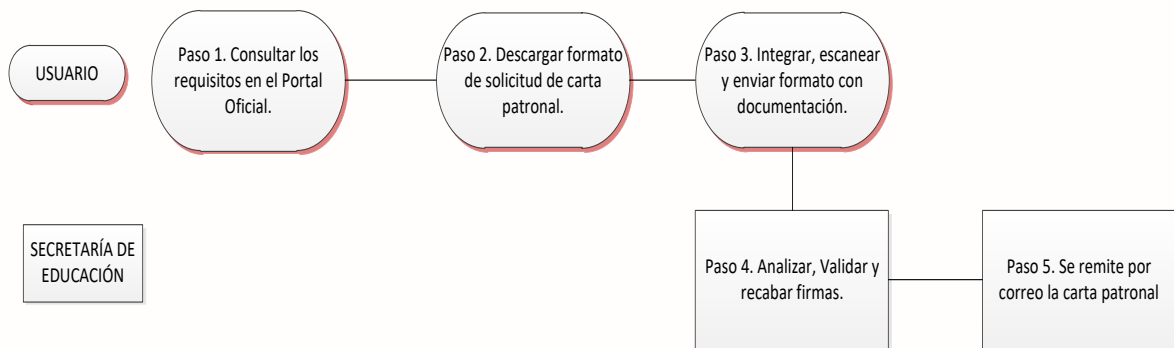 USUARIO
Paso 1. Consultar los
requisitos en el Portal
Oficial.
Paso 2. Descargar formato
de solicitud de carta
patronal.
Paso 3. Integrar, escanear
y enviar formato con
documentación.
SECRETARÍA DE
EDUCACIÓN
Paso 4. Analizar, Validar y
recabar firmas.
Paso 5. Se remite por
correo la carta patronal